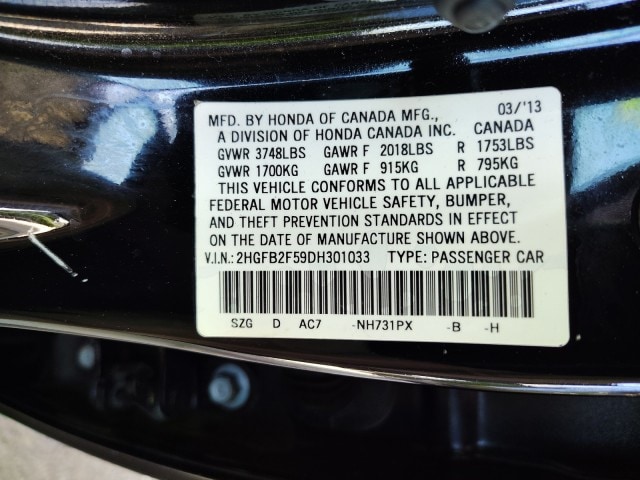 MFD. BY HONDA OF CANADA MFG., 03/'13
A DIVISION OF HONDA CANADA INC. CANADA
GVWR 3748LBS GAWR F 2018LBS R 1753LBS
GVWR 1700KG GAWR F 915KG R 795KG
THIS VEHICLE CONFORMS TO ALL APPLICABLE
FEDERAL MOTOR VEHICLE SAFETY, BUMPER,
AND THEFT PREVENTION STANDARDS IN EFFECT
ON THE DATE OF MANUFACTURE SHOWN ABOVE.
V.I.N.: 2HGFB2F59DH301033 TYPE: PASSENGER CAR
SZG D AC7 -NH731PX -B -H